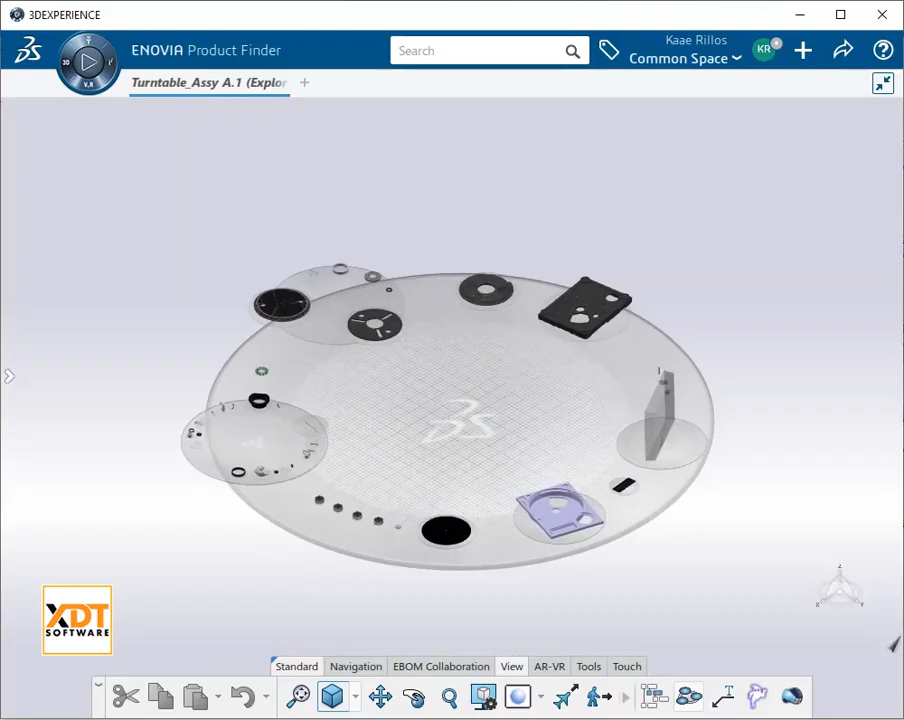 3DEXPERIENCE
ENOVIA Product Finder
Search
Kaae Rillos
Common Space
KR
3D
V.R
Turntable_Assy A.1 (Explor
XDT
SOFTWARE
Z
X
Y
Standard Navigation EBOM Collaboration View AR-VR Tools Touch